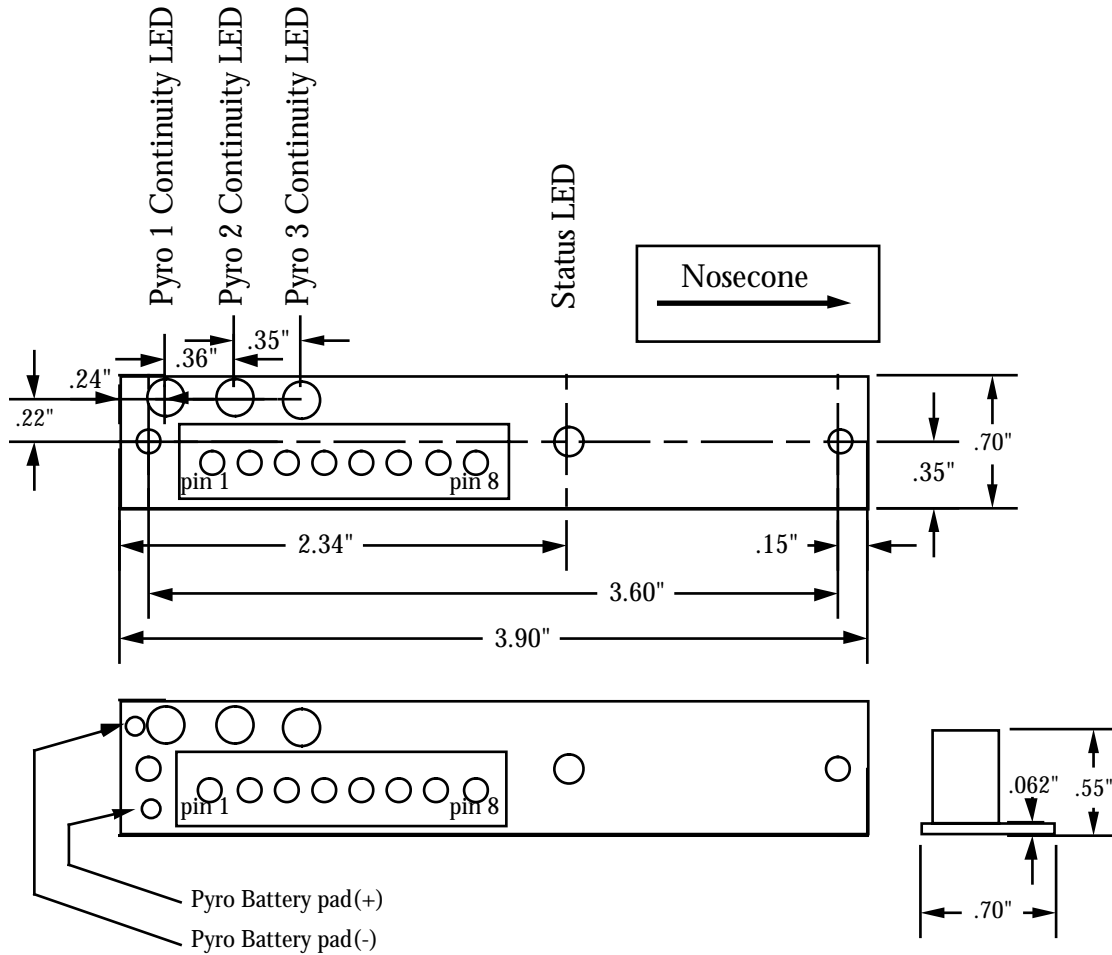 Pyro 1 Continuity LED
Pyro 2 Continuity LED
Pyro 3 Continuity LED
Status LED
Nosecone
.35"
.36"
.24"
.22"
.70"
.35"
pin 1
pin 8
2.34"
.15"
3.60"
3.90"
pin 1
pin 8
.062"
.55"
.70"
Pyro Battery pad(+)
Pyro Battery pad(-)